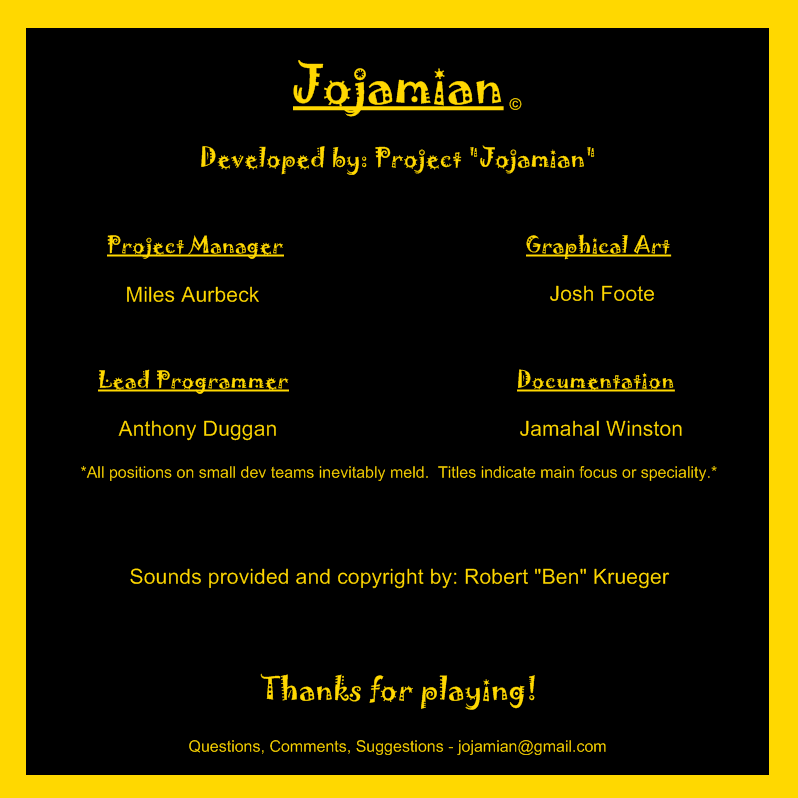 Jojamian ©
Developed by: Project "Jojamian"
Project Manager
Miles Aurbeck
Graphical Art
Josh Foote
Lead Programmer
Anthony Duggan
Documentation
Jamahal Winston
*All positions on small dev teams inevitably meld.  Titles indicate main focus or speciality.*
Sounds provided and copyright by: Robert "Ben" Krueger
Thanks for playing!
Questions, Comments, Suggestions - jojamian@gmail.com